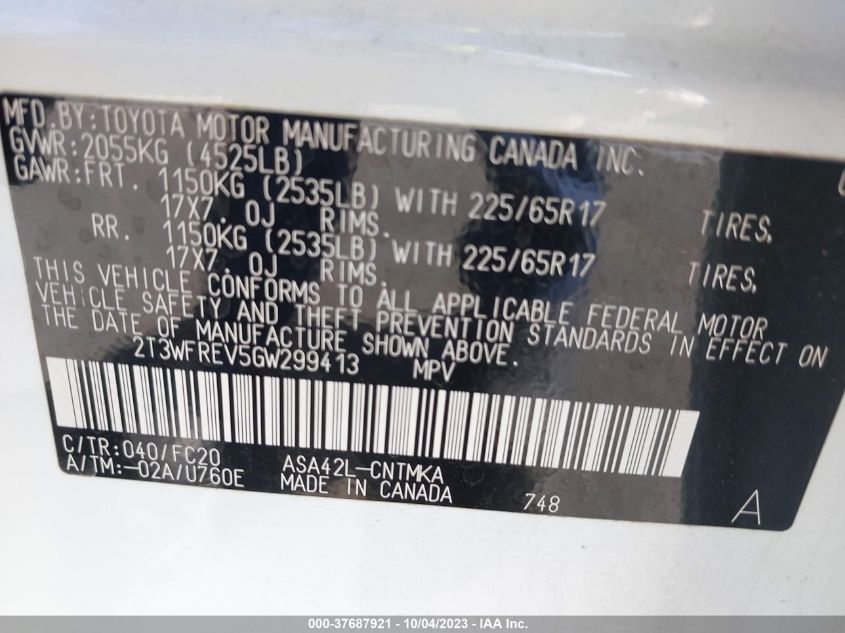 MFD.BY:TOYOTA MOTOR MANUFACTURING CANADA INC.
GVWR:2055KG (4525LB)
GAWR:FRT. 1150KG (2535LB) WITH 225/65R17 TIRES,
17X7.0J RIMS.
RR. 1150KG (2535LB) WITH 225/65R17 TIRES,
17X7.0J RIMS.
THIS VEHICLE CONFORMS TO ALL APPLICABLE FEDERAL MOTOR
VEHICLE SAFETY AND THEFT PREVENTION STANDARDS IN EFFECT ON
THE DATE OF MANUFACTURE SHOWN ABOVE.
2T3WFREV5GW299413 MPV
C/TR:040/FC20 ASA42L-CNTMKA
A/TM:-02A/U760E MADE IN CANADA 748 A
000-37687921 - 10/04/2023 - IAA Inc.